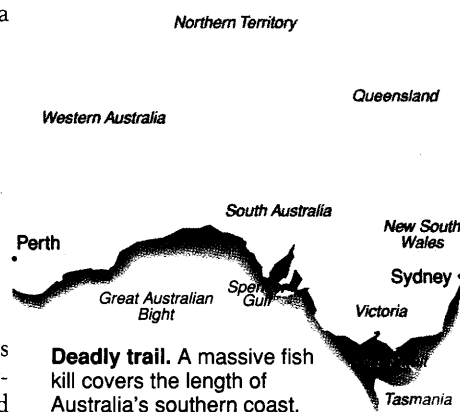 a
Northern Territory
Queensland
Western Australia
South Australia
New South
Wales
Perth
Sydney
Great Australian
Bight
Gulf
Victoria
s
Deadly trail. A massive fish
-
kill covers the length of
d
Australia's southern coast.
Tasmania